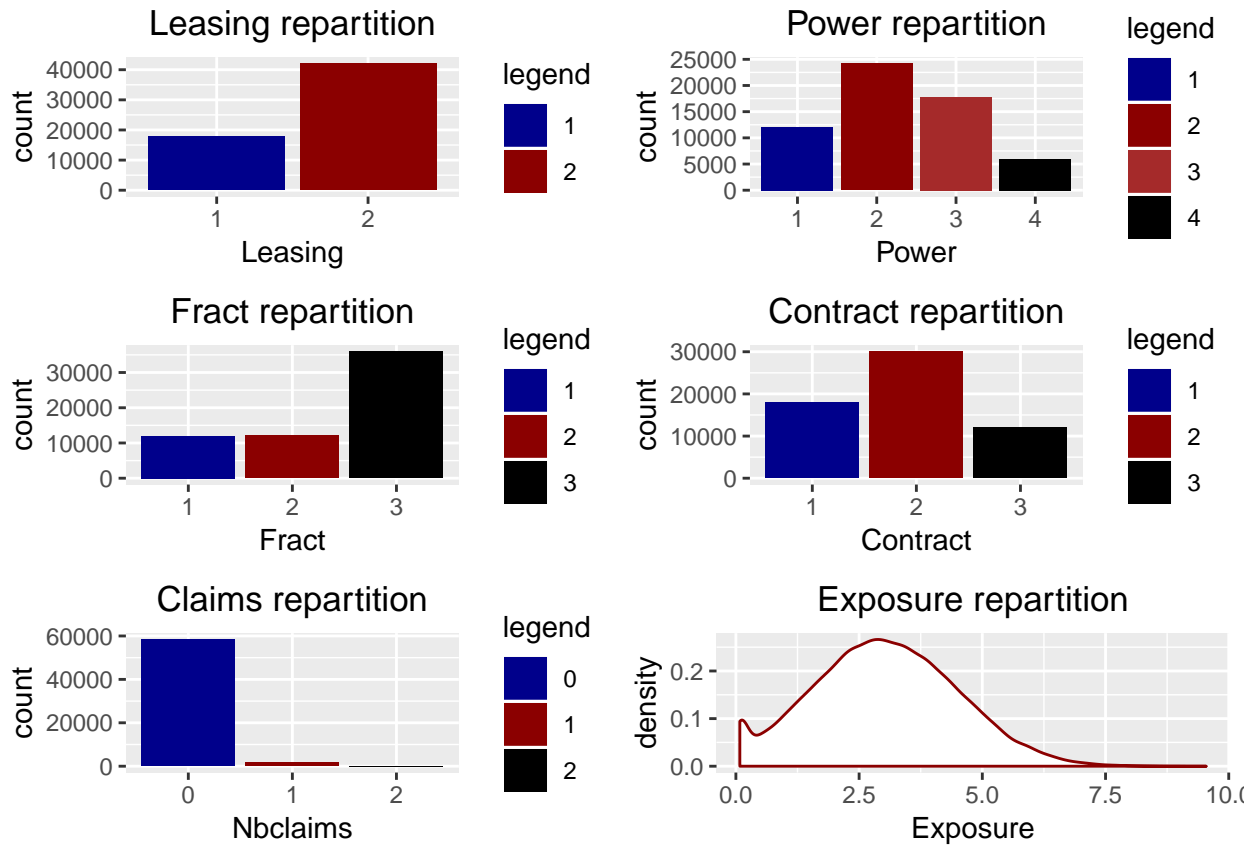 Leasing repartition
count
40000
30000
20000
10000
0
1
2
Leasing
legend
1
2
Power repartition
count
25000
20000
15000
10000
5000
0
1
2
3
4
Power
legend
1
2
3
4
Fract repartition
count
30000
20000
10000
0
1
2
3
Fract
legend
1
2
3
Contract repartition
count
30000
20000
10000
0
1
2
3
Contract
legend
1
2
3
Claims repartition
count
60000
40000
20000
0
0
1
2
Nbclaims
legend
0
1
2
Exposure repartition
density
0.2
0.1
0.0
0.0
2.5
5.0
7.5
10.0
Exposure